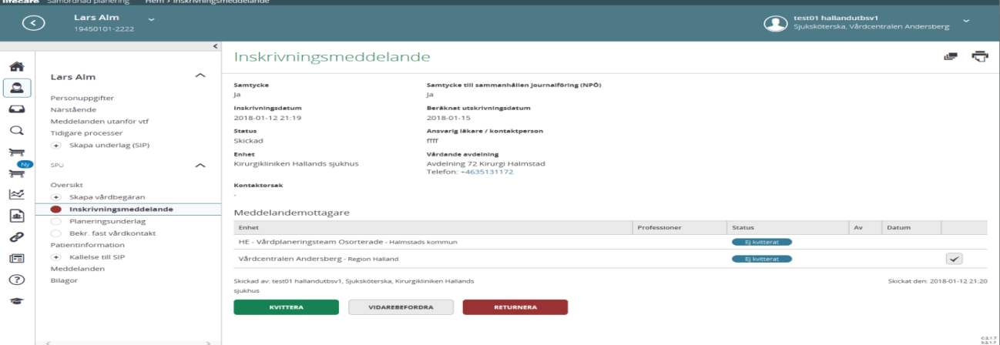 lifecare Samordnad planering Hem > Inskrivningsmeddelande
Lars Alm
19450101-2222
test01 hallandutbsv1
Sjuksköterska, Vårdcentralen Andersberg
Lars Alm
Personuppgifter
Närstående
Meddelanden utanför vtf
Tidigare processer
Skapa underlag (SIP)
Ny
SPU
Översikt
Skapa vårdbegäran
Inskrivningsmeddelande
Planeringsunderlag
Bekr. fast vårdkontakt
Patientinformation
Kallelse till SIP
Meddelanden
Bilagor
Inskrivningsmeddelande
Samtycke
Ja
Samtycke till sammanhållen journalföring (NPÖ)
Ja
Inskrivningsdatum
2018-01-12 21:19
Beräknat utskrivningsdatum
2018-01-15
Status
Skickad
Ansvarig läkare / kontaktperson
ffff
Enhet
Kirurgikliniken Hallands sjukhus
Vårdande avdelning
Avdelning 72 Kirurgi Halmstad
Telefon: +4635131172
Kontaktorsak
-
Meddelandemottagare
Enhet Professioner Status Av Datum
HE - Vårdplaneringsteam Osorterade - Halmstads kommun Ej kvitterat
Vårdcentralen Andersberg - Region Halland Ej kvitterat
Skickad av: test01 hallandutbsv1, Sjuksköterska, Kirurgikliniken Hallands
sjukhus
Skickat den: 2018-01-12 21:20
KVITTERA VIDAREBEFORDRA RETURNERA
C:2.1.7
S:2.1.7